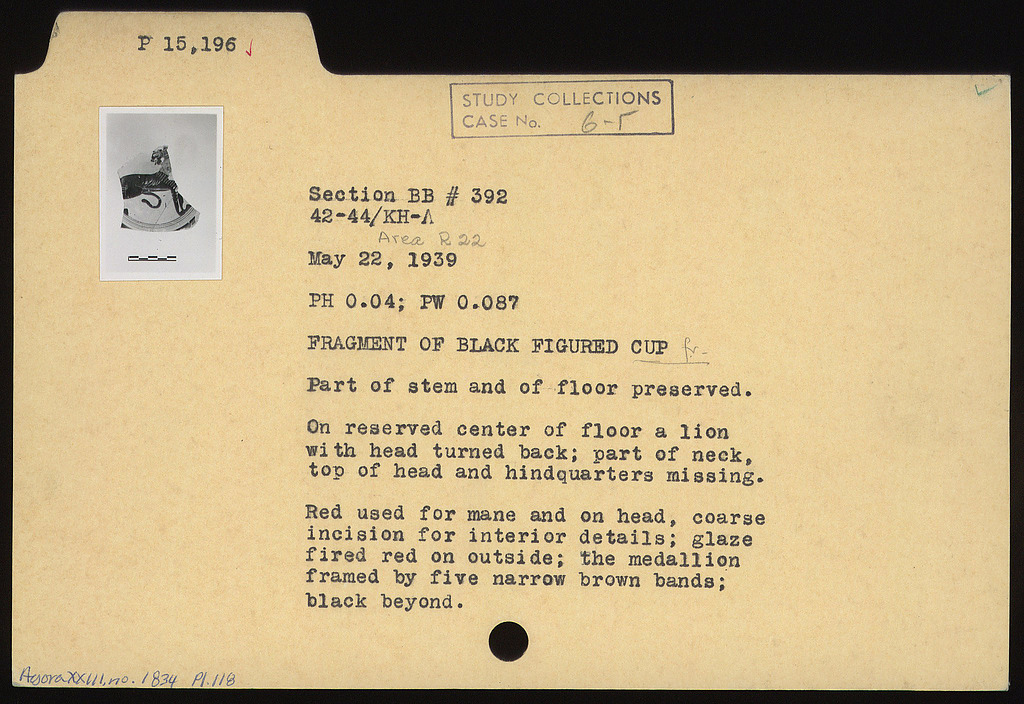 P 15,196
STUDY COLLECTIONS
CASE No. 6-5
Section BB # 392
42-44/KH-Λ
Area R 22
May 22, 1939
PH 0.04; PW 0.087
FRAGMENT OF BLACK FIGURED CUP fr.
Part of stem and of floor preserved.
On reserved center of floor a lion
with head turned back; part of neck,
top of head and hindquarters missing.
Red used for mane and on head, coarse
incision for interior details; glaze
fired red on outside; the medallion
framed by five narrow brown bands;
black beyond.
Agora XXIII, no. 1834 Pl. 118